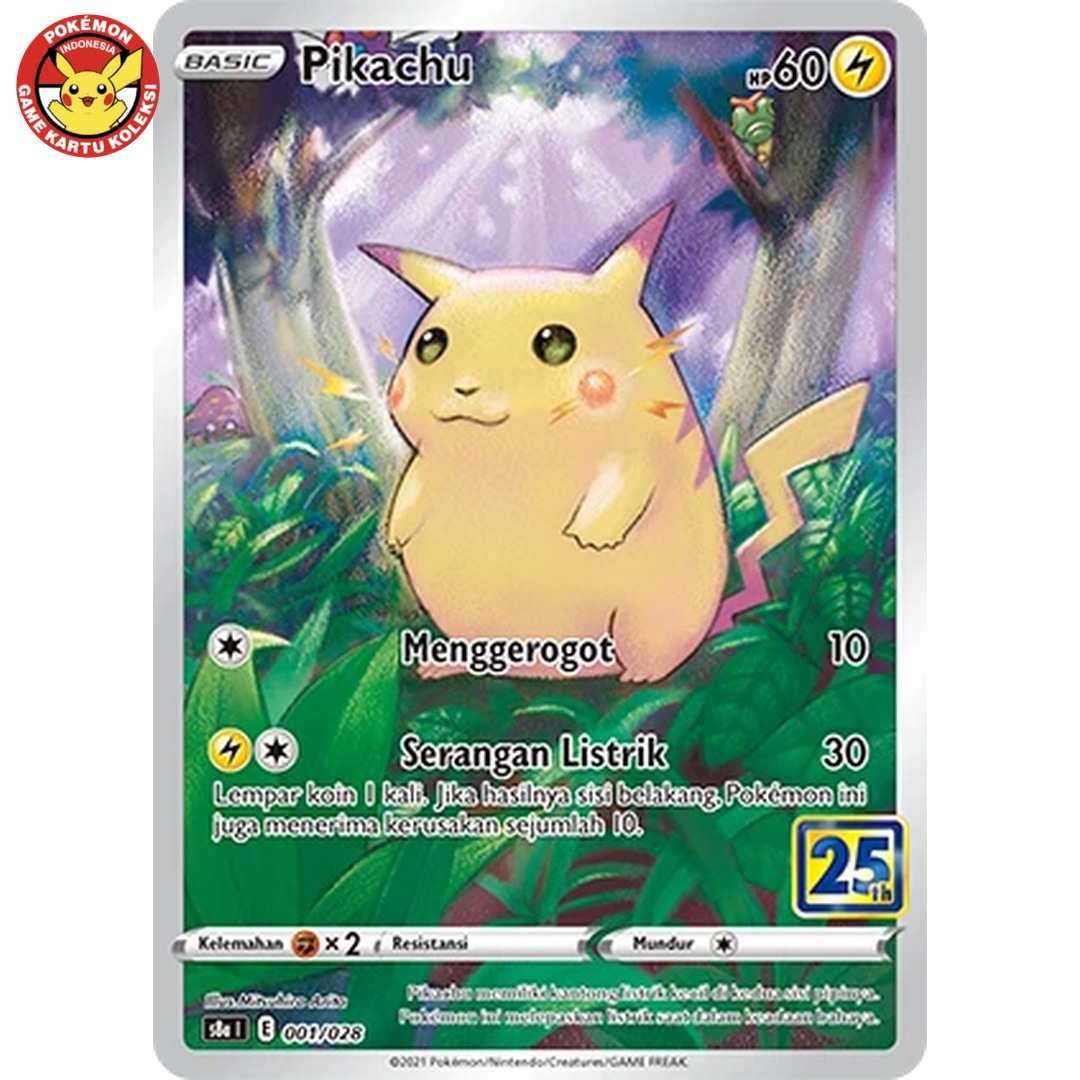 POKÉMON
INDONESIA
GAME KARTU KOLEKSI
BASIC Pikachu HP60
Menggerogot 10
Serangan Listrik 30
Lempar koin 1 kali. Jika hasilnya sisi belakang, Pokémon ini
juga menerima kerusakan sejumlah 10.
25th
Kelemahan ×2 Resistansi Mundur
Illus. Mitsuhiro Arita
Pikachu memiliki kantong listrik kecil di kedua sisi pipinya.
Pokémon ini melepaskan listrik saat dalam keadaan bahaya.
s8a I E 001/028
©2021 Pokémon/Nintendo/Creatures/GAME FREAK.